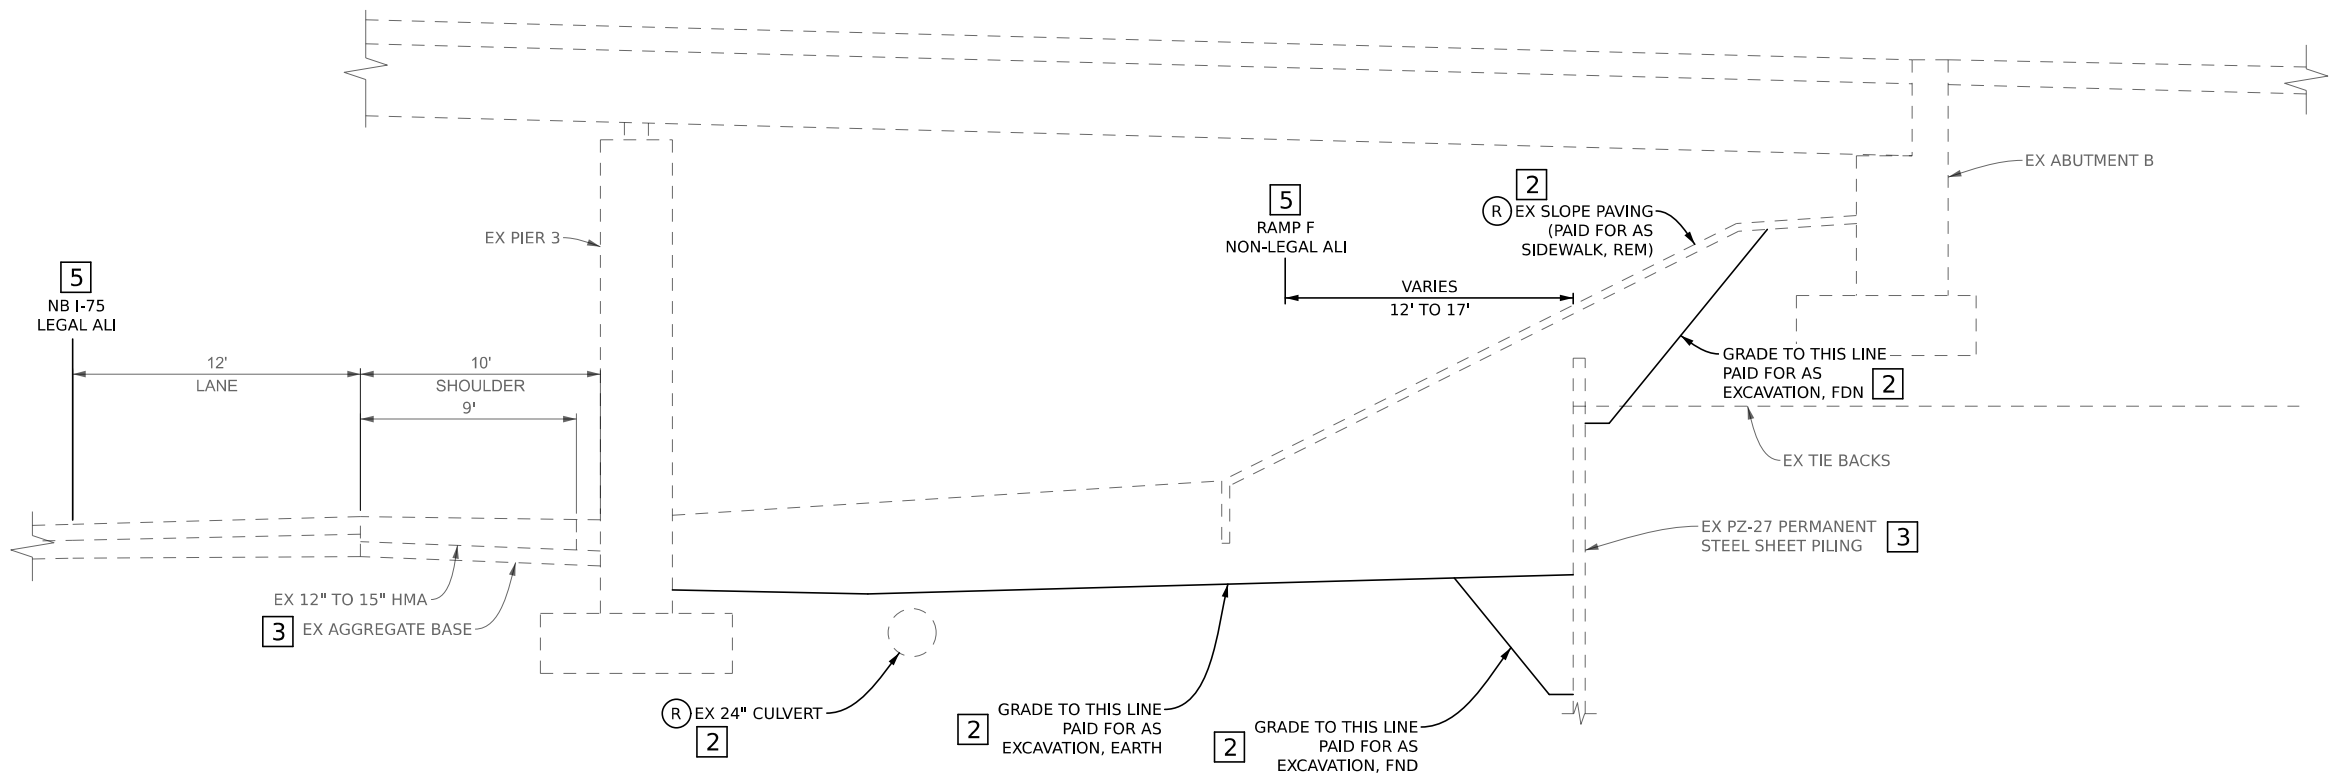 EX ABUTMENT B
2
R EX SLOPE PAVING
(PAID FOR AS
SIDEWALK, REM)
5
RAMP F
NON-LEGAL ALI
EX PIER 3
5
NB I-75
LEGAL ALI
VARIES
12' TO 17'
12'
LANE
10'
SHOULDER
9'
GRADE TO THIS LINE
PAID FOR AS
EXCAVATION, FDN 2
EX TIE BACKS
EX PZ-27 PERMANENT
STEEL SHEET PILING 3
EX 12" TO 15" HMA
3 EX AGGREGATE BASE
R EX 24" CULVERT
2
2 GRADE TO THIS LINE
PAID FOR AS
EXCAVATION, EARTH
2 GRADE TO THIS LINE
PAID FOR AS
EXCAVATION, FND